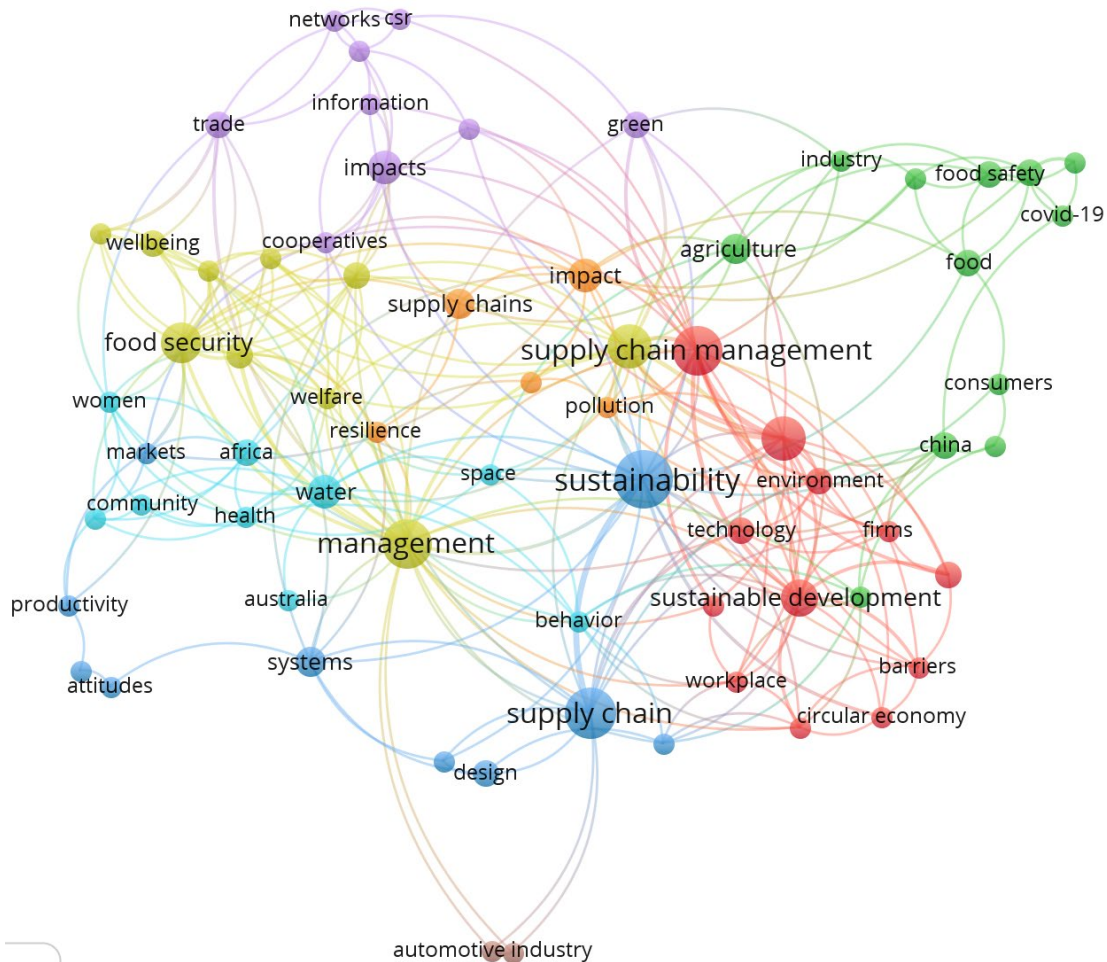 networks
csr
information
trade
green
impacts
industry
food safety
covid-19
wellbeing
cooperatives
agriculture
food
impact
supply chains
food security
supply chain management
consumers
women
welfare
pollution
resilience
markets
africa
china
space
sustainability
environment
water
community
health
technology
firms
management
australia
sustainable development
productivity
behavior
systems
barriers
workplace
attitudes
supply chain
circular economy
design
automotive industry